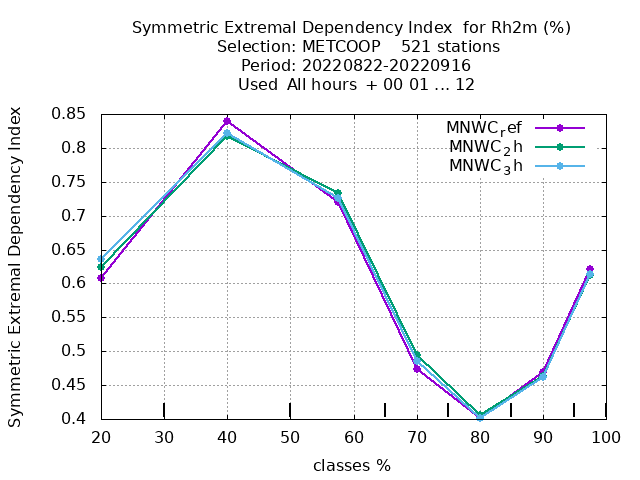 Symmetric Extremal Dependency Index  for Rh2m (%)
Selection: METCOOP    521 stations
Period: 20220822-20220916
Used  All hours  + 00 01 ... 12
Symmetric Extremal Dependency Index
0.85
0.8
0.75
0.7
0.65
0.6
0.55
0.5
0.45
0.4
MNWC_ref
MNWC_2h
MNWC_3h
20 30 40 50 60 70 80 90 100
classes %